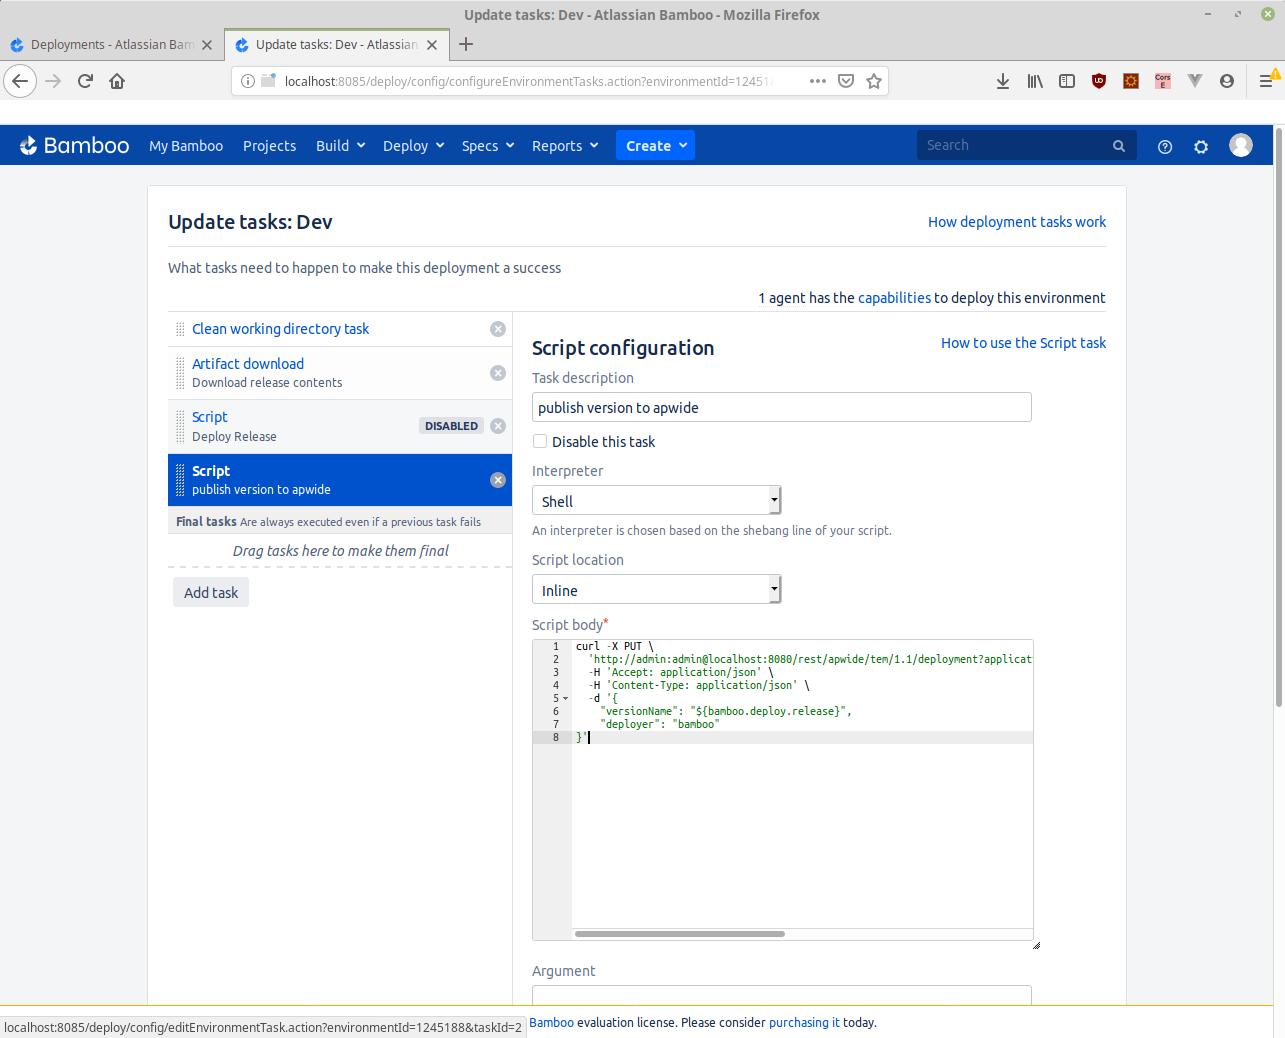 Update tasks: Dev - Atlassian Bamboo - Mozilla Firefox
Deployments - Atlassian Bam
Update tasks: Dev - Atlassian
localhost:8085/deploy/config/configureEnvironmentTasks.action?environmentId=12451
Cors
E
Bamboo
My Bamboo
Projects
Build
Deploy
Specs
Reports
Create
Search
Update tasks: Dev
How deployment tasks work
What tasks need to happen to make this deployment a success
1 agent has the capabilities to deploy this environment
Clean working directory task
Artifact download
Download release contents
Script
Deploy Release
DISABLED
Script
publish version to apwide
Final tasks Are always executed even if a previous task fails
Drag tasks here to make them final
Add task
Script configuration
How to use the Script task
Task description
publish version to apwide
Disable this task
Interpreter
Shell
An interpreter is chosen based on the shebang line of your script.
Script location
Inline
Script body*
1 curl -X PUT \
2 'http://admin:admin@localhost:8080/rest/apwide/tem/1.1/deployment?applicat
3 -H 'Accept: application/json' \
4 -H 'Content-Type: application/json' \
5 -d '{
6 "versionName": "${bamboo.deploy.release}",
7 "deployer": "bamboo"
8 }'
Argument
localhost:8085/deploy/config/editEnvironmentTask.action?environmentId=1245188&taskId=2
Bamboo evaluation license. Please consider purchasing it today.